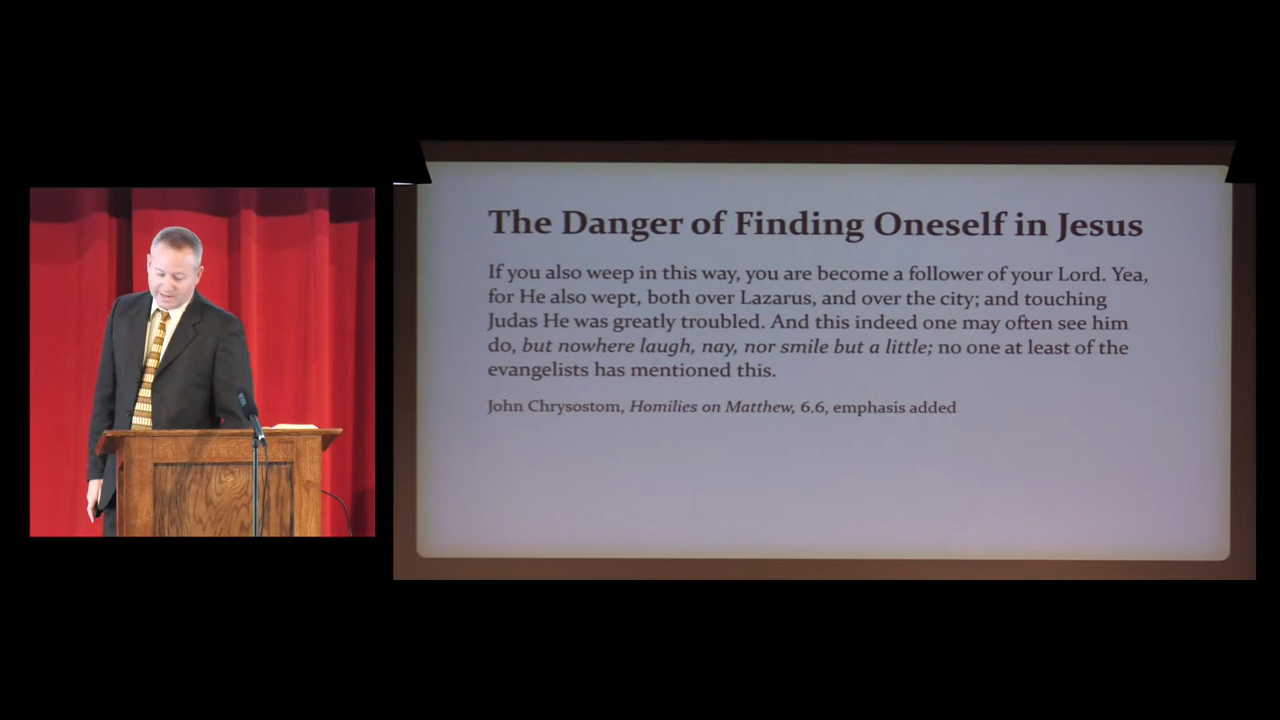 The Danger of Finding Oneself in Jesus
If you also weep in this way, you are become a follower of your Lord. Yea,
for He also wept, both over Lazarus, and over the city; and touching
Judas He was greatly troubled. And this indeed one may often see him
do, but nowhere laugh, nay, nor smile but a little; no one at least of the
evangelists has mentioned this.
John Chrysostom, Homilies on Matthew, 6.6, emphasis added